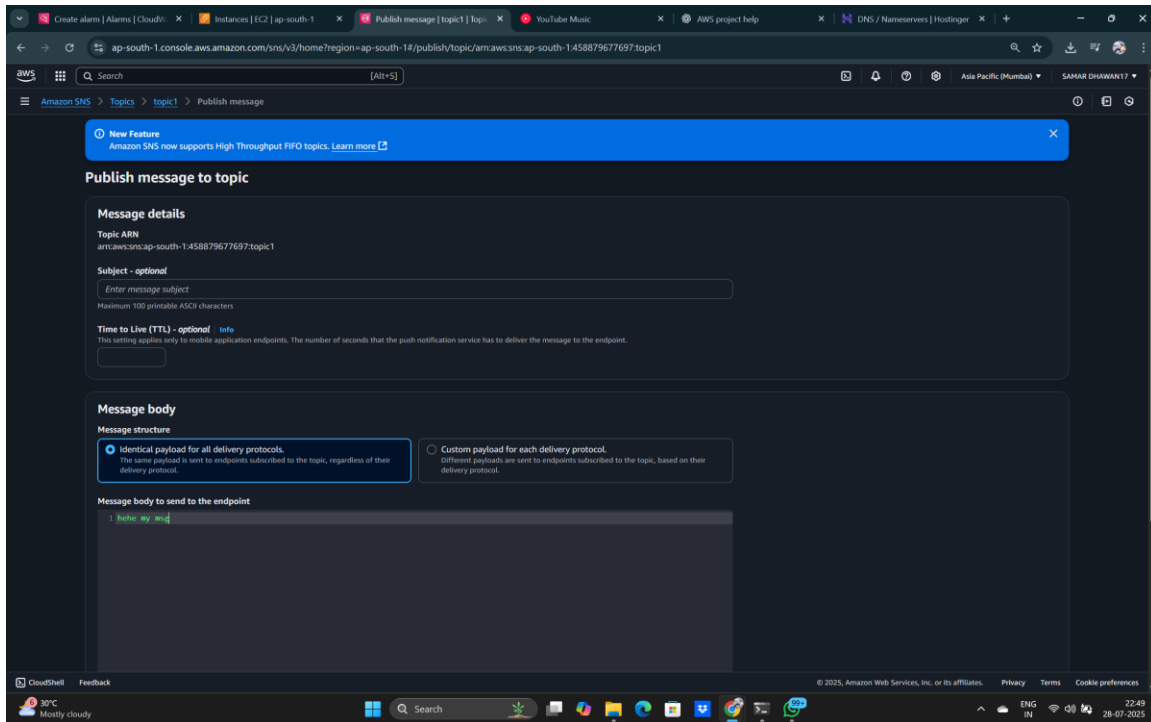 Create alarm | Alarms | CloudW
Instances | EC2 | ap-south-1
Publish message | topic1 | Topic
YouTube Music
AWS project help
DNS / Nameservers | Hostinger
ap-south-1.console.aws.amazon.com/sns/v3/home?region=ap-south-1#/publish/topic/arn:aws:sns:ap-south-1:458879677697:topic1
aws
Search
[Alt+S]
Asia Pacific (Mumbai)
SAMAR DHAWAN17
Amazon SNS > Topics > topic1 > Publish message
New Feature
Amazon SNS now supports High Throughput FIFO topics. Learn more
Publish message to topic
Message details
Topic ARN
arn:aws:sns:ap-south-1:458879677697:topic1
Subject - optional
Enter message subject
Maximum 100 printable ASCII characters
Time to Live (TTL) - optional Info
This setting applies only to mobile application endpoints. The number of seconds that the push notification service has to deliver the message to the endpoint.
Message body
Message structure
Identical payload for all delivery protocols.
The same payload is sent to endpoints subscribed to the topic, regardless of their
delivery protocol.
Custom payload for each delivery protocol.
Different payloads are sent to endpoints subscribed to the topic, based on their
delivery protocol.
Message body to send to the endpoint
1 hehe my msg
CloudShell Feedback
© 2025, Amazon Web Services, Inc. or its affiliates. Privacy Terms Cookie preferences
6
30°C
Mostly cloudy
Search
99+
ENG
IN
22:49
28-07-2025